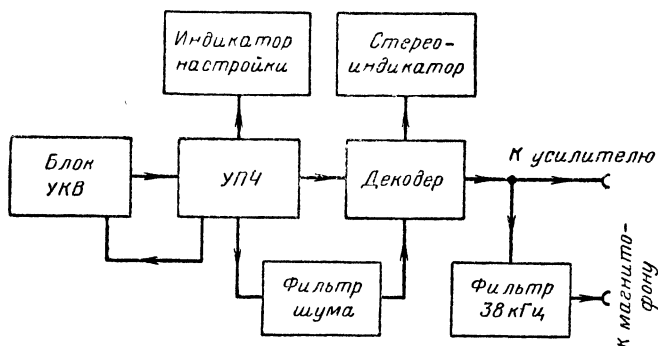 Индикатор
настройки
Стерео-
индикатор
Блок
УКВ
УПЧ
Декодер
К усилителю
Фильтр
шума
Фильтр
38 кГц
К магнито-
фону